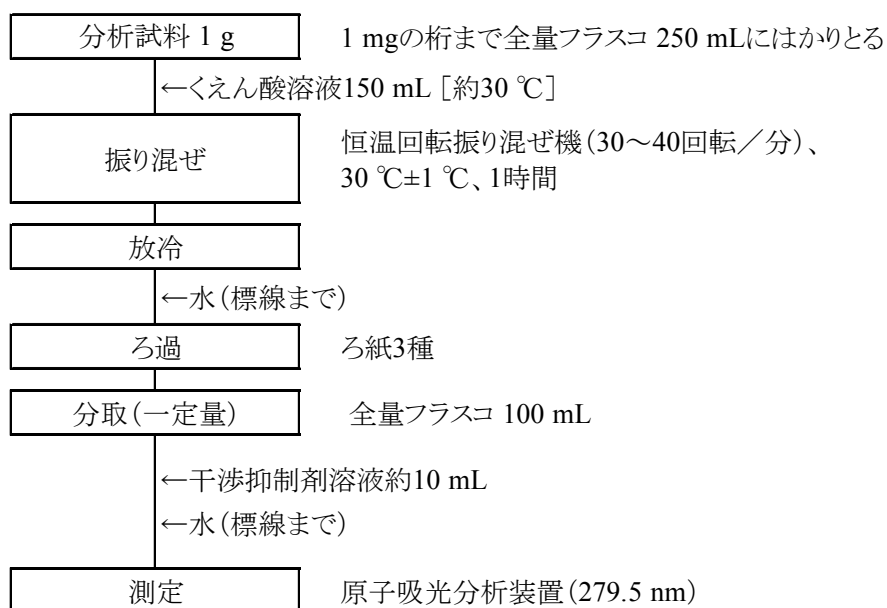 分析試料 1 g
1 mgの桁まで全量フラスコ 250 mLにはかりとる
←くえん酸溶液150 mL [約30 ℃]
振り混ぜ
恒温回転振り混ぜ機(30～40回転／分)、
30 ℃±1 ℃、1時間
放冷
←水(標線まで)
ろ過
ろ紙3種
分取(一定量)
全量フラスコ 100 mL
←干渉抑制剤溶液約10 mL
←水(標線まで)
測定
原子吸光分析装置(279.5 nm)